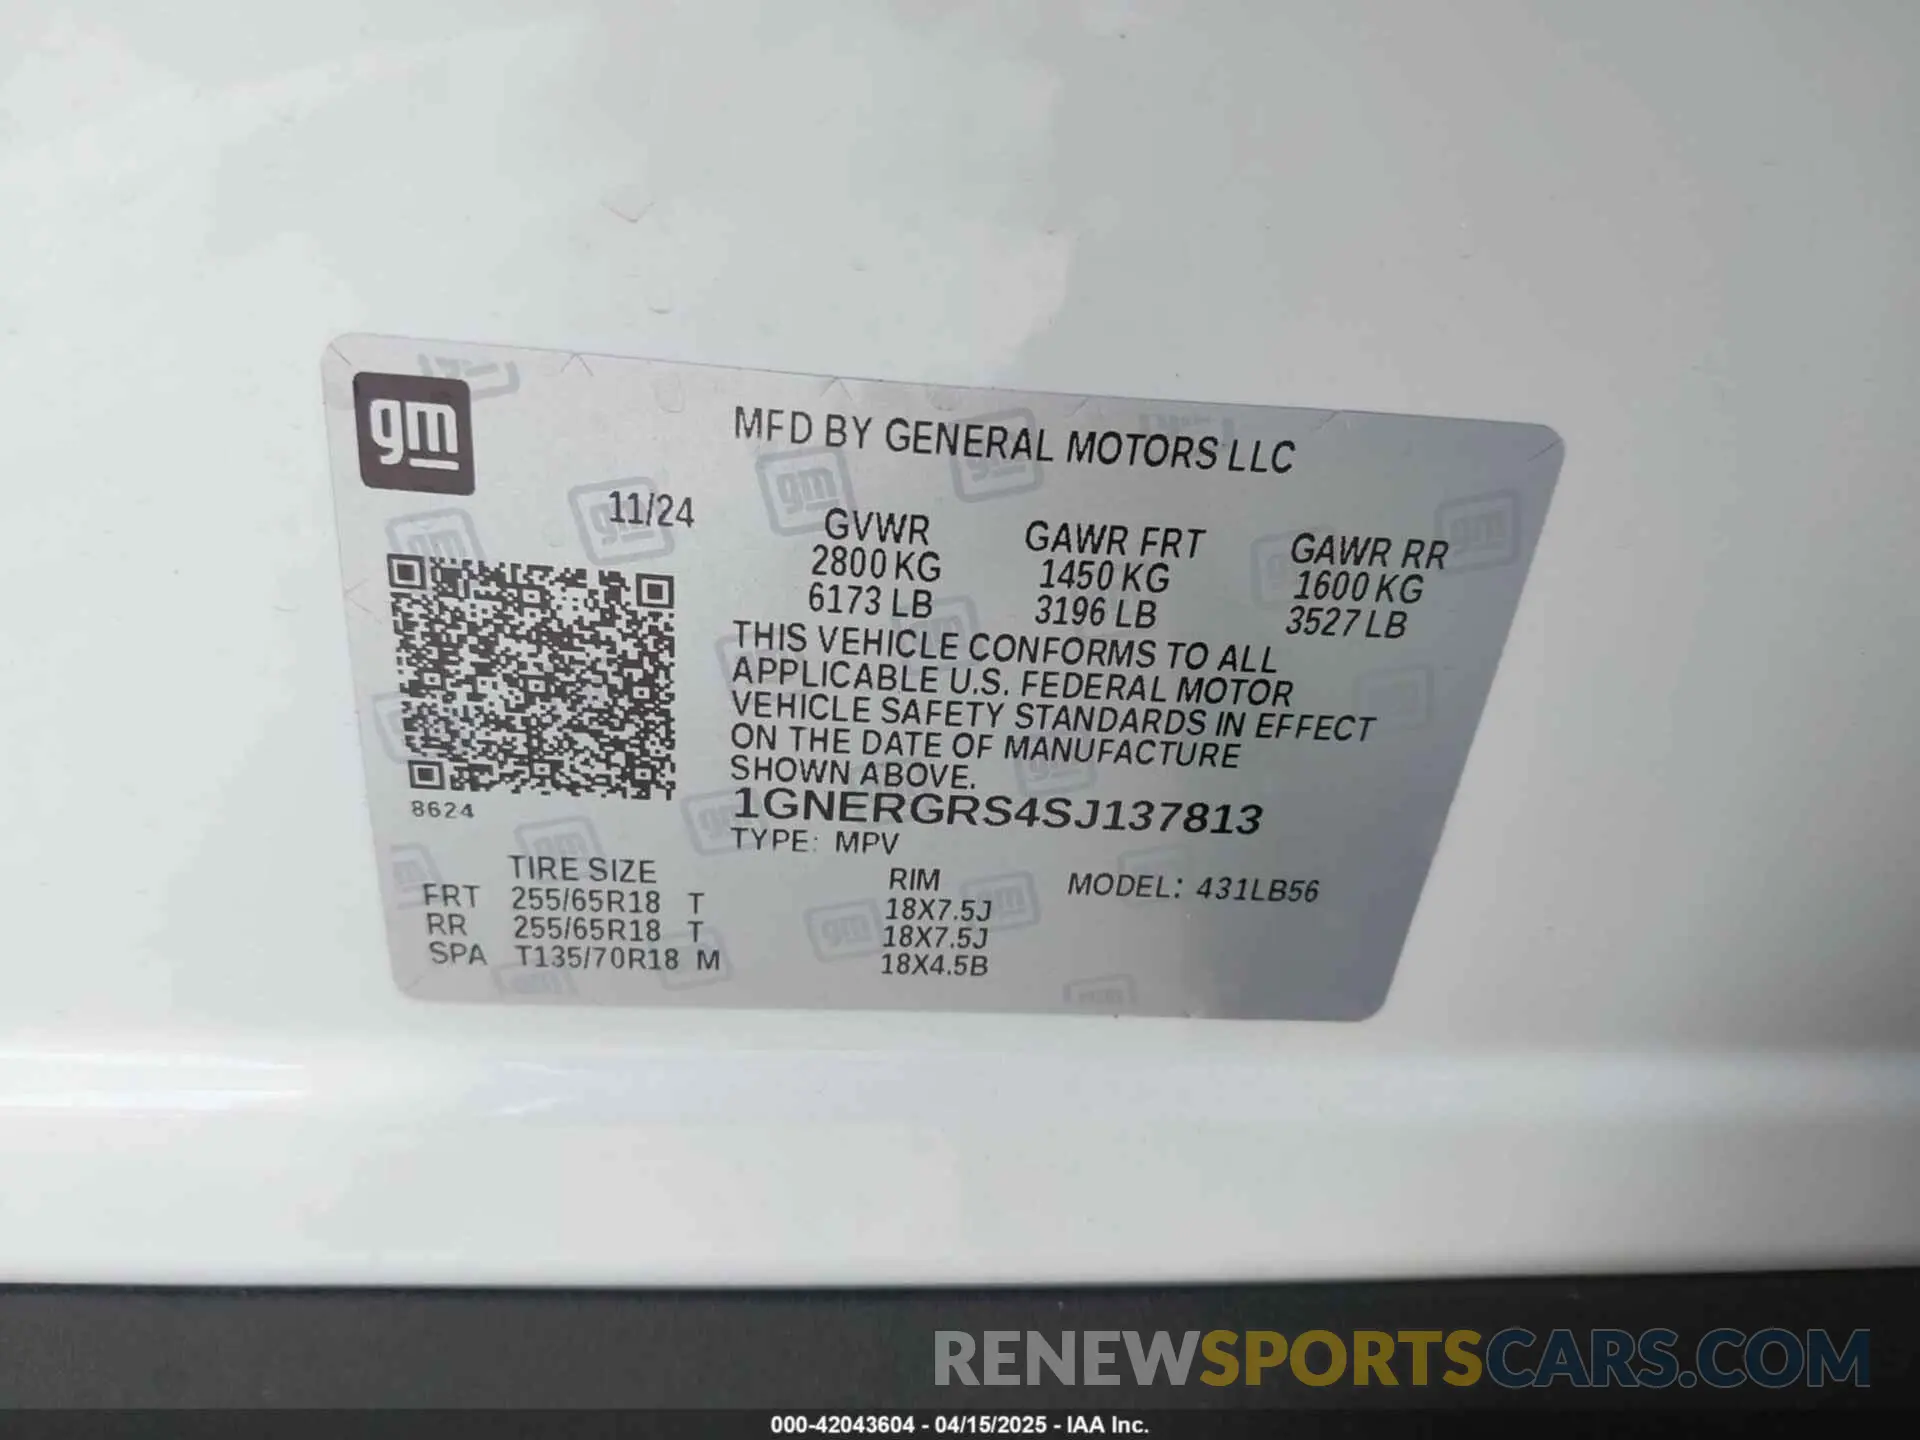 gm
MFD BY GENERAL MOTORS LLC
11/24
GVWR GAWR FRT GAWR RR
2800 KG 1450 KG 1600 KG
6173 LB 3196 LB 3527 LB
THIS VEHICLE CONFORMS TO ALL
APPLICABLE U.S. FEDERAL MOTOR
VEHICLE SAFETY STANDARDS IN EFFECT
ON THE DATE OF MANUFACTURE
SHOWN ABOVE.
8624
1GNERGRS4SJ137813
TYPE: MPV
TIRE SIZE RIM MODEL: 431LB56
FRT 255/65R18 T 18X7.5J
RR 255/65R18 T 18X7.5J
SPA T135/70R18 M 18X4.5B
RENEWSPORTSCARS.COM
000-42043604 - 04/15/2025 - IAA Inc.